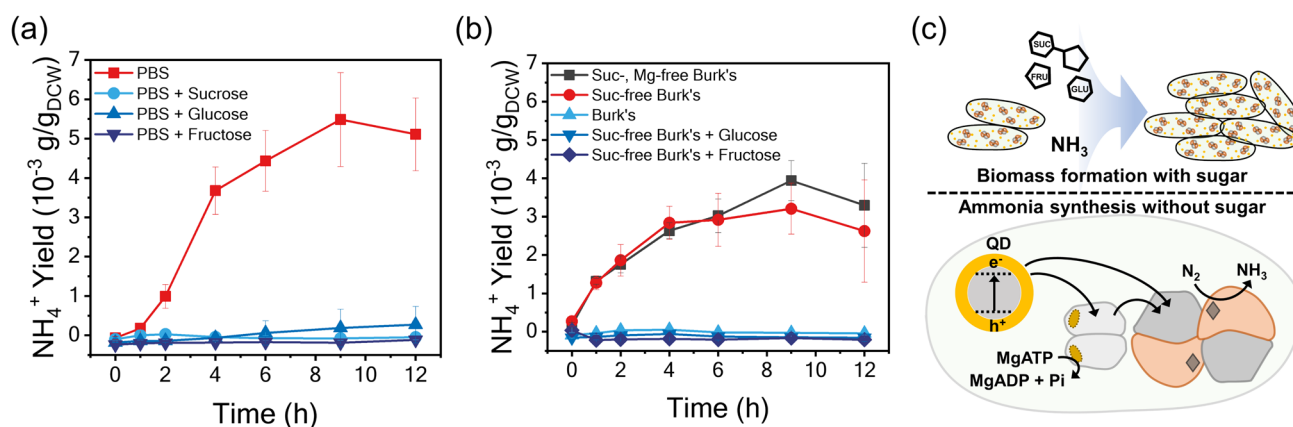 (a)
NH4+ Yield (10-3 g/gDCW)
7
6
5
4
3
2
1
0
PBS
PBS + Sucrose
PBS + Glucose
PBS + Fructose
0 2 4 6 8 10 12
Time (h)
(b)
NH4+ Yield (10-3 g/gDCW)
7
6
5
4
3
2
1
0
Suc-, Mg-free Burk's
Suc-free Burk's
Burk's
Suc-free Burk's + Glucose
Suc-free Burk's + Fructose
0 2 4 6 8 10 12
Time (h)
(c)
SUC
FRU
GLU
NH3
Biomass formation with sugar
Ammonia synthesis without sugar
QD
e-
h+
N2
NH3
MgATP
MgADP + Pi